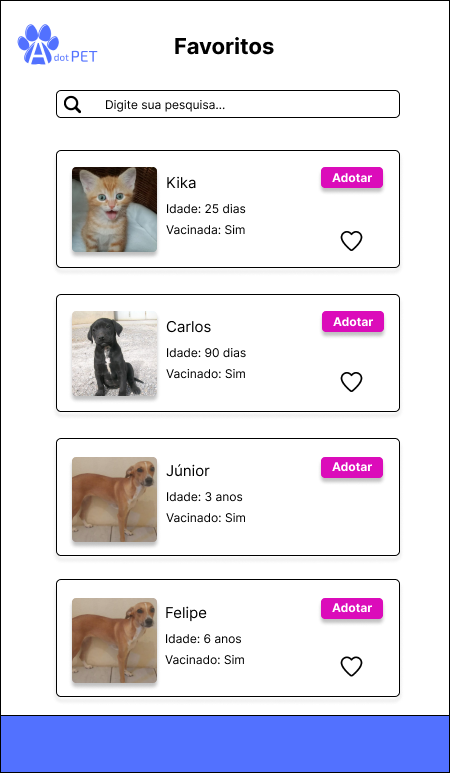 Adot PET
Favoritos
Digite sua pesquisa...
Kika
Adotar
Idade: 25 dias
Vacinada: Sim
Carlos
Adotar
Idade: 90 dias
Vacinado: Sim
Júnior
Adotar
Idade: 3 anos
Vacinado: Sim
Felipe
Adotar
Idade: 6 anos
Vacinado: Sim